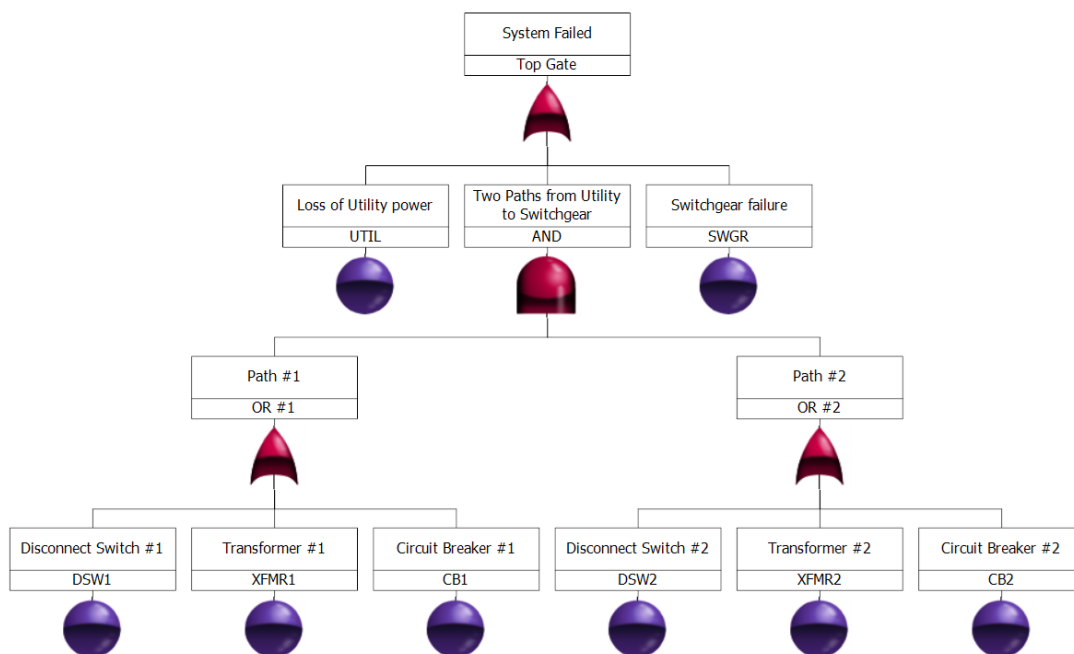 System Failed
Top Gate
Loss of Utility power
UTIL
Two Paths from Utility
to Switchgear
AND
Switchgear failure
SWGR
Path #1
OR #1
Path #2
OR #2
Disconnect Switch #1
DSW1
Transformer #1
XFMR1
Circuit Breaker #1
CB1
Disconnect Switch #2
DSW2
Transformer #2
XFMR2
Circuit Breaker #2
CB2